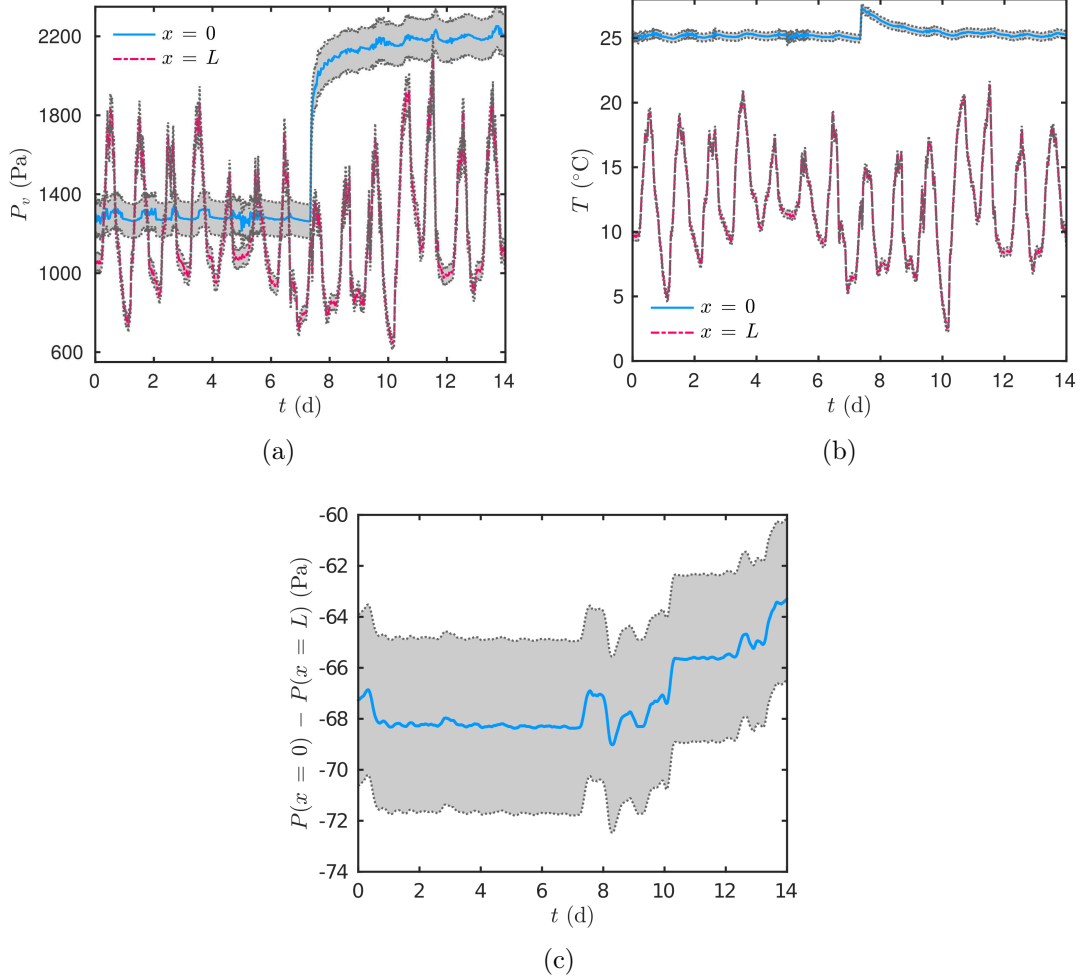 2200
1800
1400
1000
600
P_v (Pa)
x = 0
x = L
0 2 4 6 8 10 12 14
t (d)
(a)
25
20
15
10
5
0
T (°C)
x = 0
x = L
0 2 4 6 8 10 12 14
t (d)
(b)
-60
-62
-64
-66
-68
-70
-72
-74
P(x = 0) − P(x = L) (Pa)
0 2 4 6 8 10 12 14
t (d)
(c)